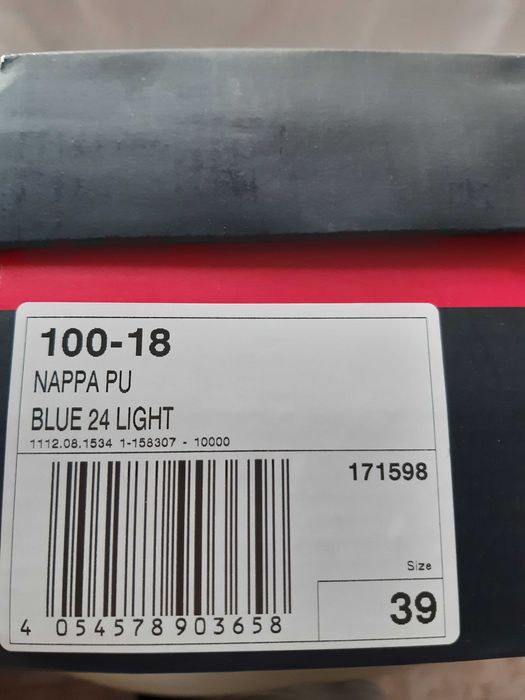 100-18
NAPPA PU
BLUE 24 LIGHT
1112.08.1534 1-158307 - 10000
171598
Size
39
4 054578 903658